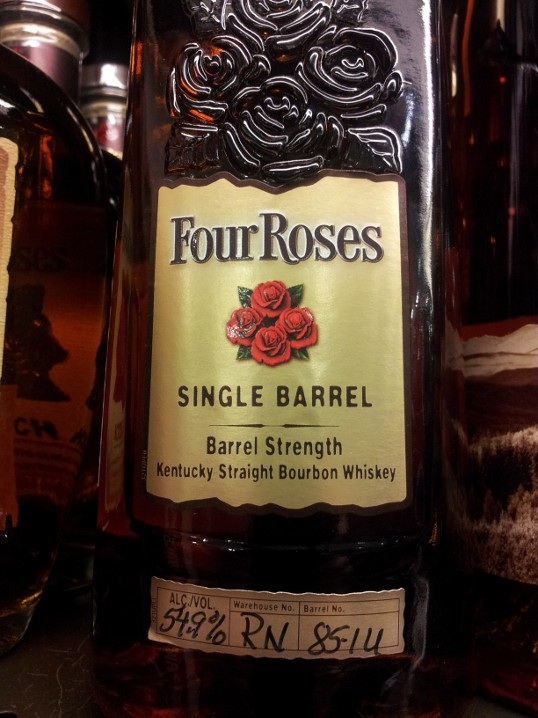 Four Roses
SINGLE BARREL
Barrel Strength
Kentucky Straight Bourbon Whiskey
ALC./VOL. Warehouse No. Barrel No.
54.9% RN 85-1U